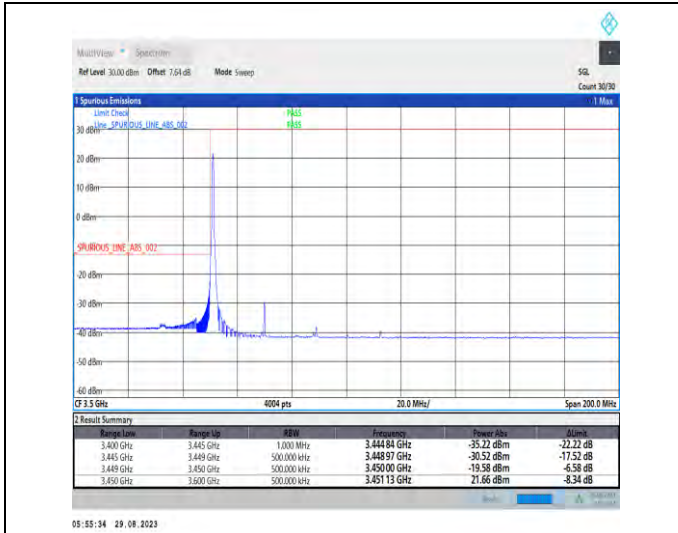 MultiView Spectrum
Ref Level 30.00 dBm Offset 7.64 dB Mode Sweep SGL
Count 30/30
1 Spurious Emissions 1 Max
Limit Check PASS
Line _SPURIOUS_LINE_ABS_002 PASS
30 dBm
20 dBm
10 dBm
0 dBm
_SPURIOUS_LINE_ABS_002
-20 dBm
-30 dBm
-40 dBm
-50 dBm
-60 dBm
CF 3.5 GHz 4004 pts 20.0 MHz/ Span 200.0 MHz
2 Result Summary
Range Low Range Up RBW Frequency Power Abs ΔLimit
3.400 GHz 3.445 GHz 1.000 MHz 3.444 84 GHz -35.22 dBm -22.22 dB
3.445 GHz 3.449 GHz 500.000 kHz 3.448 97 GHz -30.52 dBm -17.52 dB
3.449 GHz 3.450 GHz 500.000 kHz 3.450 00 GHz -19.58 dBm -6.58 dB
3.450 GHz 3.600 GHz 500.000 kHz 3.451 13 GHz 21.66 dBm -8.34 dB
05:55:34 29.08.2023